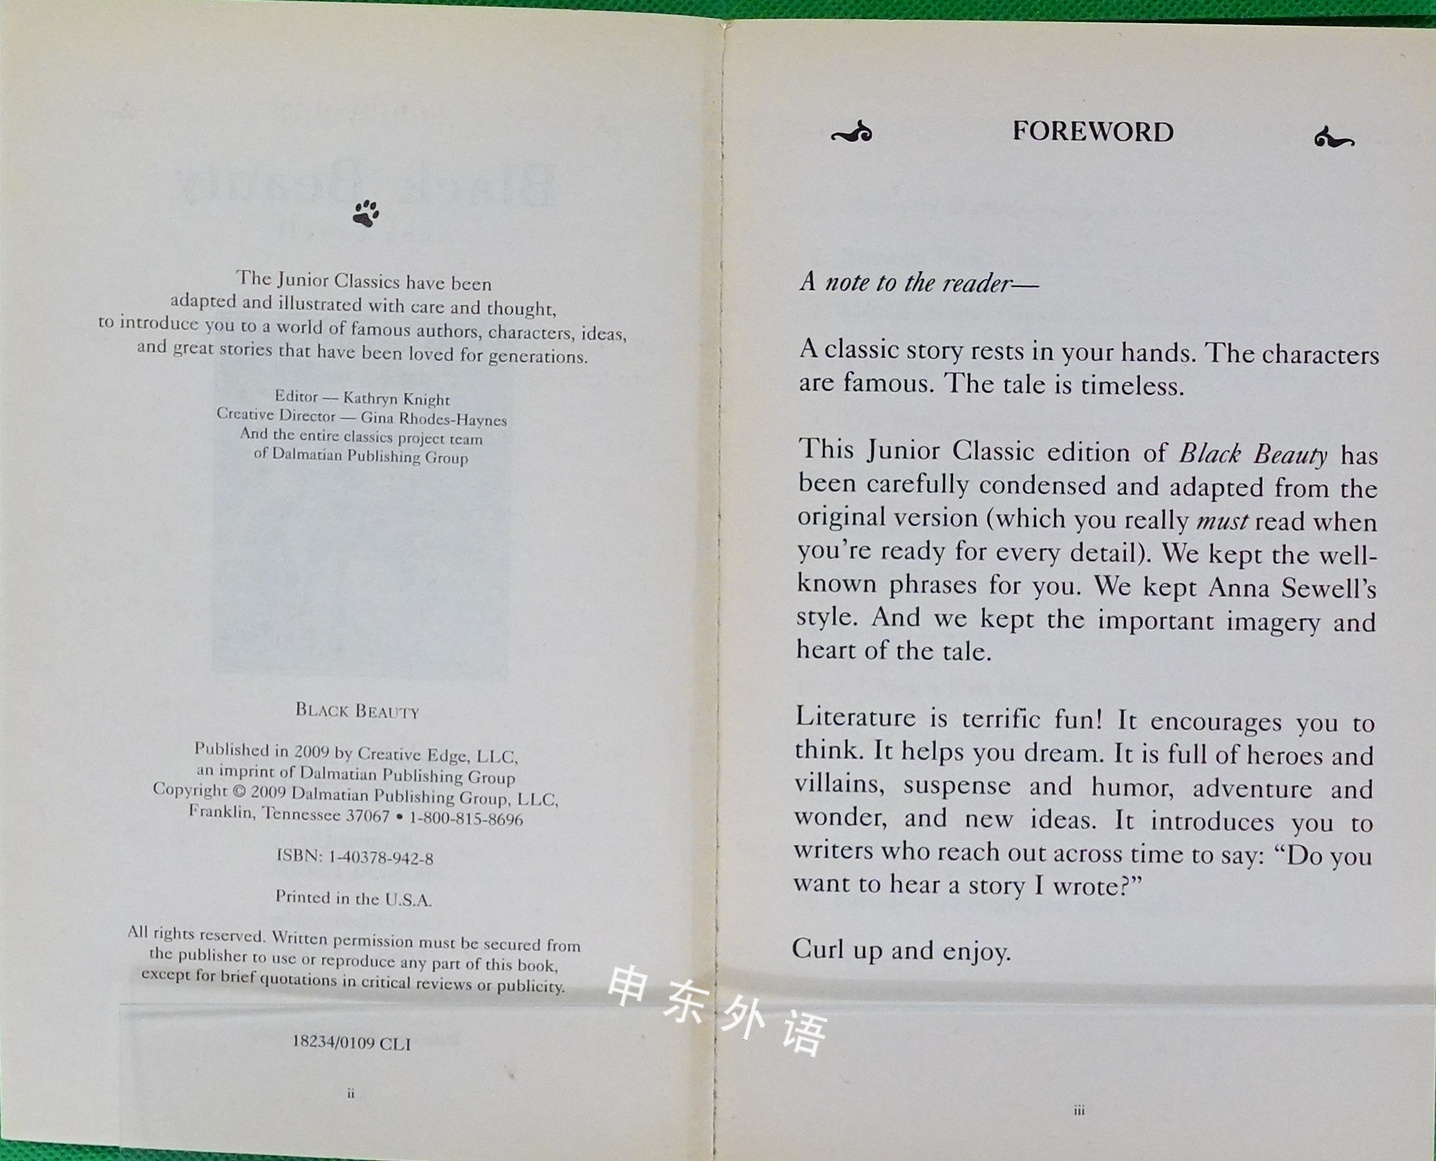 The Junior Classics have been
adapted and illustrated with care and thought,
to introduce you to a world of famous authors, characters, ideas,
and great stories that have been loved for generations.
Editor — Kathryn Knight
Creative Director — Gina Rhodes-Haynes
And the entire classics project team
of Dalmatian Publishing Group
BLACK BEAUTY
Published in 2009 by Creative Edge, LLC,
an imprint of Dalmatian Publishing Group
Copyright © 2009 Dalmatian Publishing Group, LLC,
Franklin, Tennessee 37067 • 1-800-815-8696
ISBN: 1-40378-942-8
Printed in the U.S.A.
All rights reserved. Written permission must be secured from
the publisher to use or reproduce any part of this book,
except for brief quotations in critical reviews or publicity.
18234/0109 CLI
ii
FOREWORD
A note to the reader—
A classic story rests in your hands. The characters
are famous. The tale is timeless.
This Junior Classic edition of Black Beauty has
been carefully condensed and adapted from the
original version (which you really must read when
you're ready for every detail). We kept the well-
known phrases for you. We kept Anna Sewell's
style. And we kept the important imagery and
heart of the tale.
Literature is terrific fun! It encourages you to
think. It helps you dream. It is full of heroes and
villains, suspense and humor, adventure and
wonder, and new ideas. It introduces you to
writers who reach out across time to say: “Do you
want to hear a story I wrote?”
Curl up and enjoy.
iii
申东外语